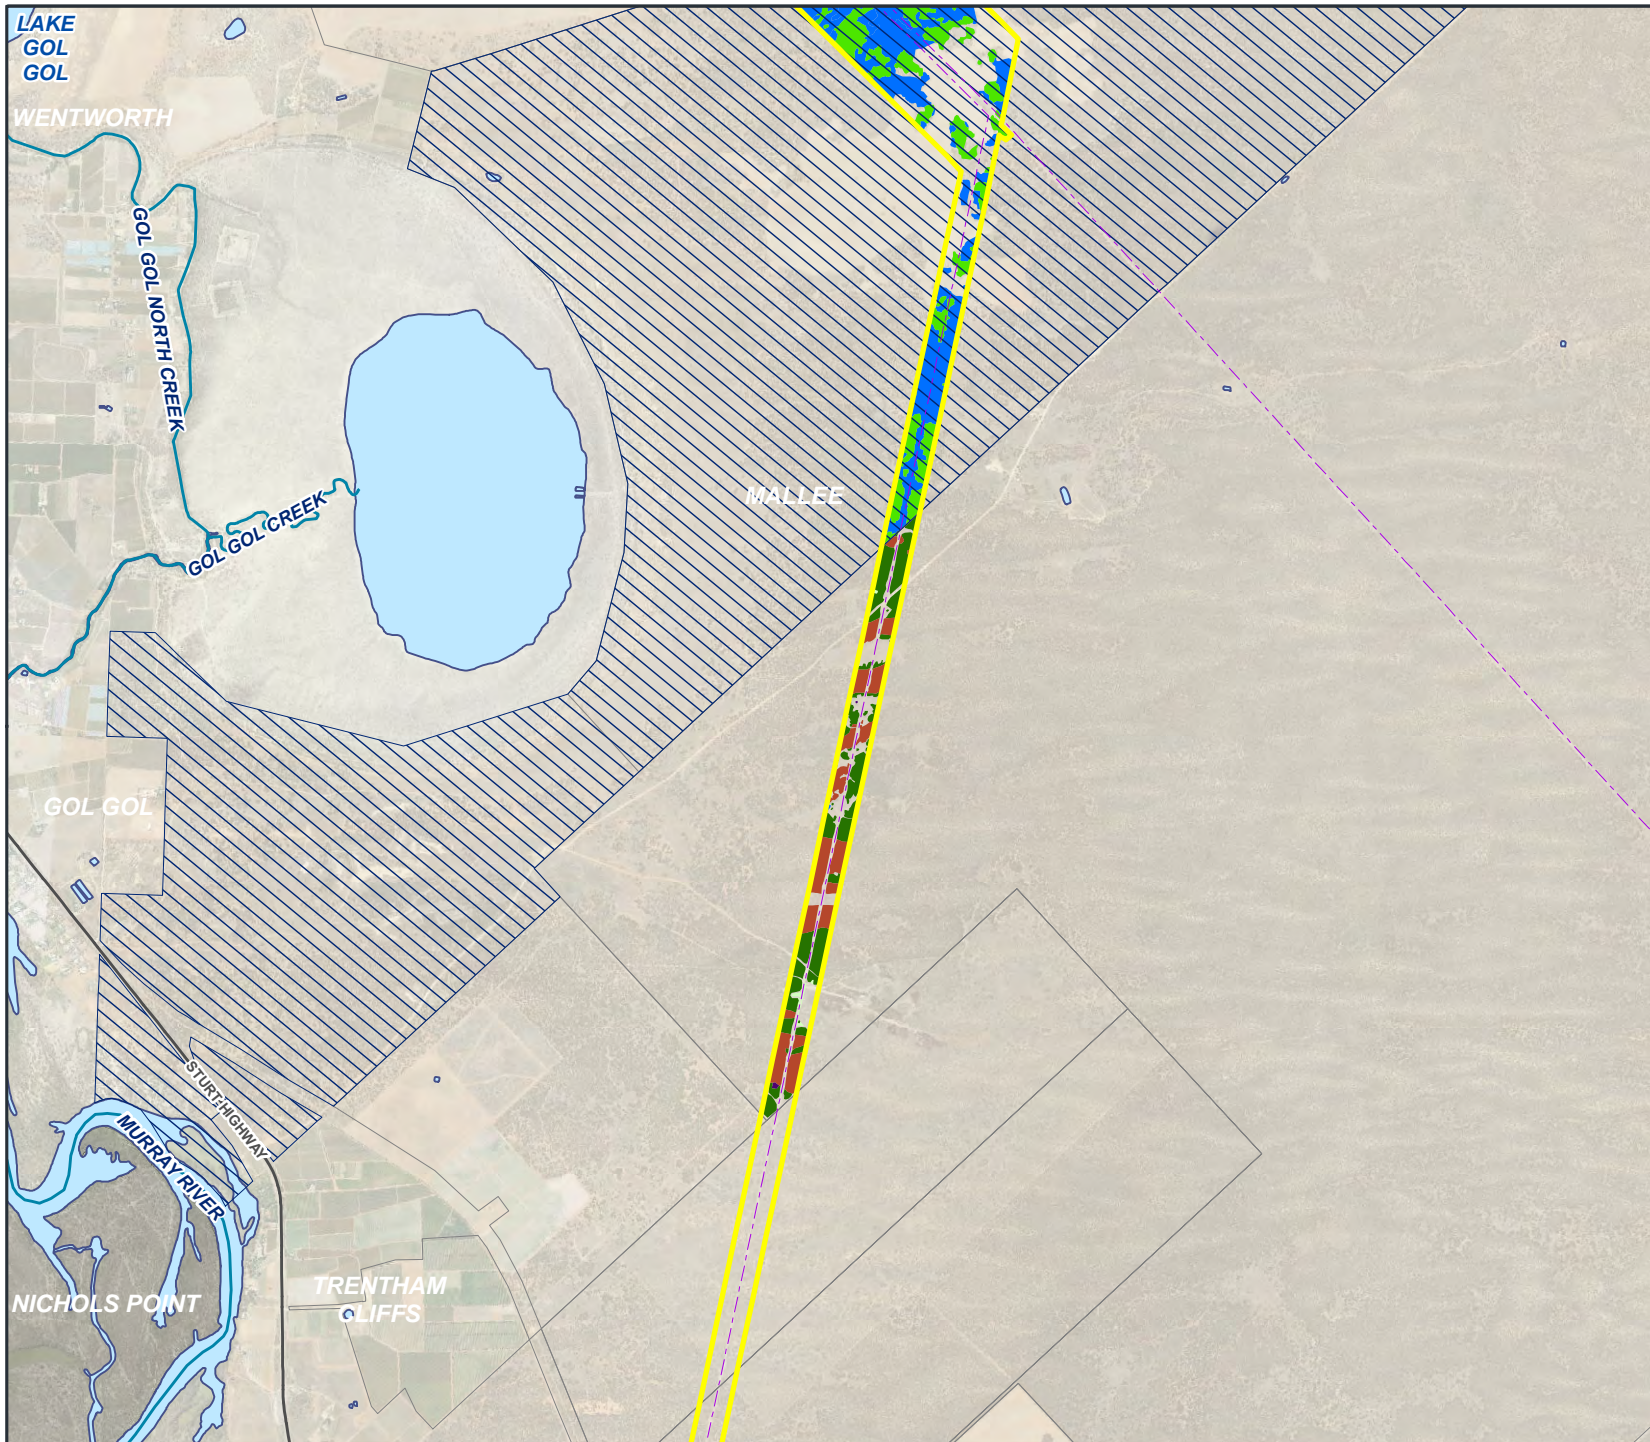 LAKE
GOL
GOL
WENTWORTH
GOL GOL NORTH CREEK
MALLEE
GOL GOL CREEK
GOL GOL
STURT HIGHWAY
MURRAY RIVER
NICHOLS POINT
TRENTHAM
CLIFFS